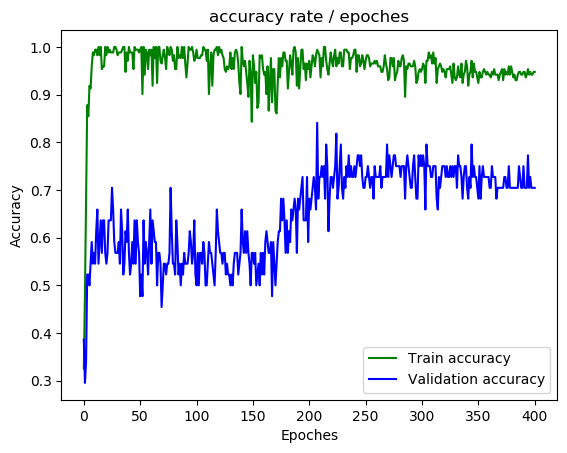 accuracy rate / epoches
1.0
0.9
0.8
0.7
0.6
0.5
0.4
0.3
Accuracy
Train accuracy
Validation accuracy
0 50 100 150 200 250 300 350 400
Epoches